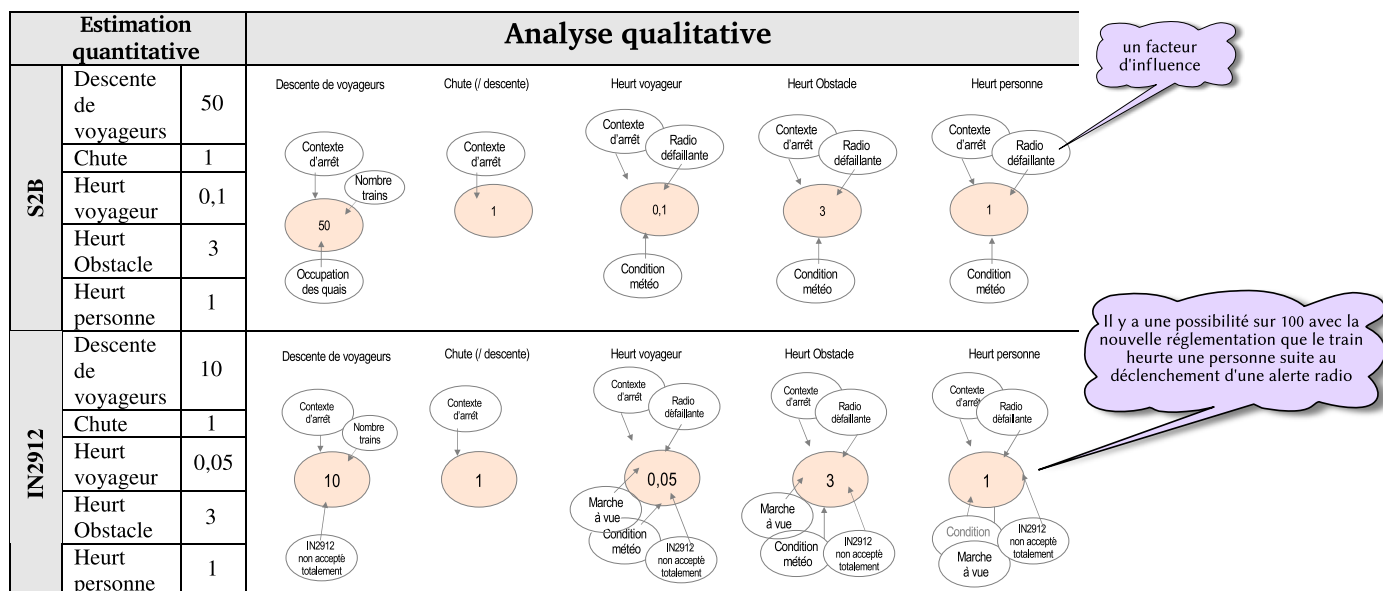 Estimation
quantitative
Analyse qualitative
un facteur
d'influence
S2B
Descente
de
voyageurs
50
Chute
1
Heurt
voyageur
0,1
Heurt
Obstacle
3
Heurt
personne
1
Descente de voyageurs
Contexte
d'arrêt
Nombre
trains
50
Occupation
des quais
Chute (/ descente)
Contexte
d'arrêt
1
Heurt voyageur
Contexte
d'arrêt
Radio
défaillante
0,1
Condition
météo
Heurt Obstacle
Contexte
d'arrêt
Radio
défaillante
3
Condition
météo
Heurt personne
Contexte
d'arrêt
Radio
défaillante
1
Condition
météo
Il y a une possibilité sur 100 avec la
nouvelle réglementation que le train
heurte une personne suite au
déclenchement d'une alerte radio
IN2912
Descente
de
voyageurs
10
Chute
1
Heurt
voyageur
0,05
Heurt
Obstacle
3
Heurt
personne
1
Descente de voyageurs
Contexte
d'arrêt
Nombre
trains
10
IN2912
non acceptè
totalement
Chute (/ descente)
Contexte
d'arrêt
1
Heurt voyageur
Contexte
d'arrêt
Radio
dèfaillante
0,05
Marche
à vue
Condition
météo
IN2912
non acceptè
totalement
Heurt Obstacle
Contexte
d'arrêt
Radio
dèfaillante
3
Marche
à vue
Condition
météo
IN2912
non acceptè
totalement
Heurt personne
Contexte
d'arrêt
Radio
dèfaillante
1
Condition
Marche
à vue
IN2912
non acceptè
totalement